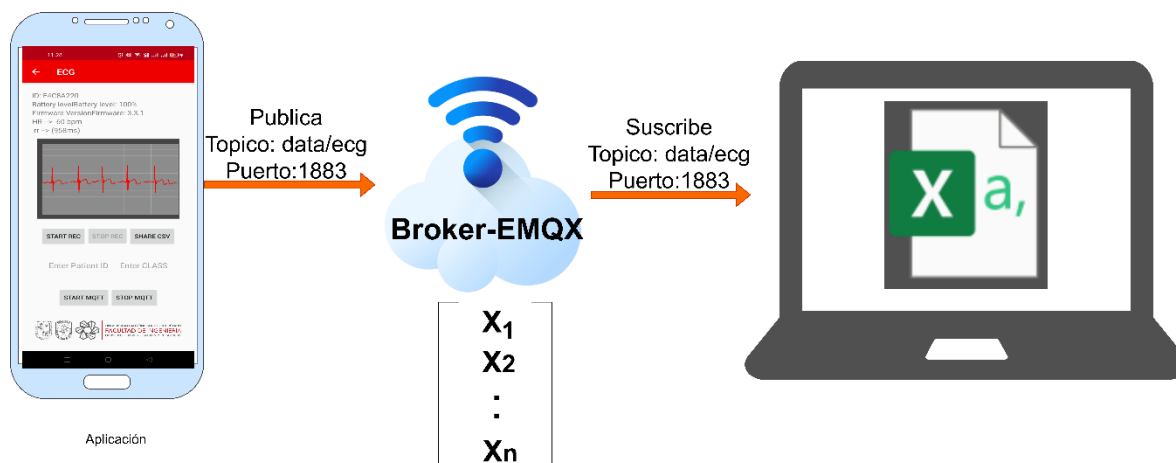 11:26
ECG
ID: E4C8A220
Battery levelBattery level: 100%
Firmware VersionFirmware: 3.3.1
HR --> 60 bpm
rr --> (958ms)
START REC STOP REC SHARE CSV
Enter Patient ID Enter CLASS
START MQTT STOP MQTT
FACULTAD DE INGENIERÍA
Aplicación
Publica
Topico: data/ecg
Puerto:1883
Broker-EMQX
X1
X2
:
:
Xn
Suscribe
Topico: data/ecg
Puerto:1883
X a,